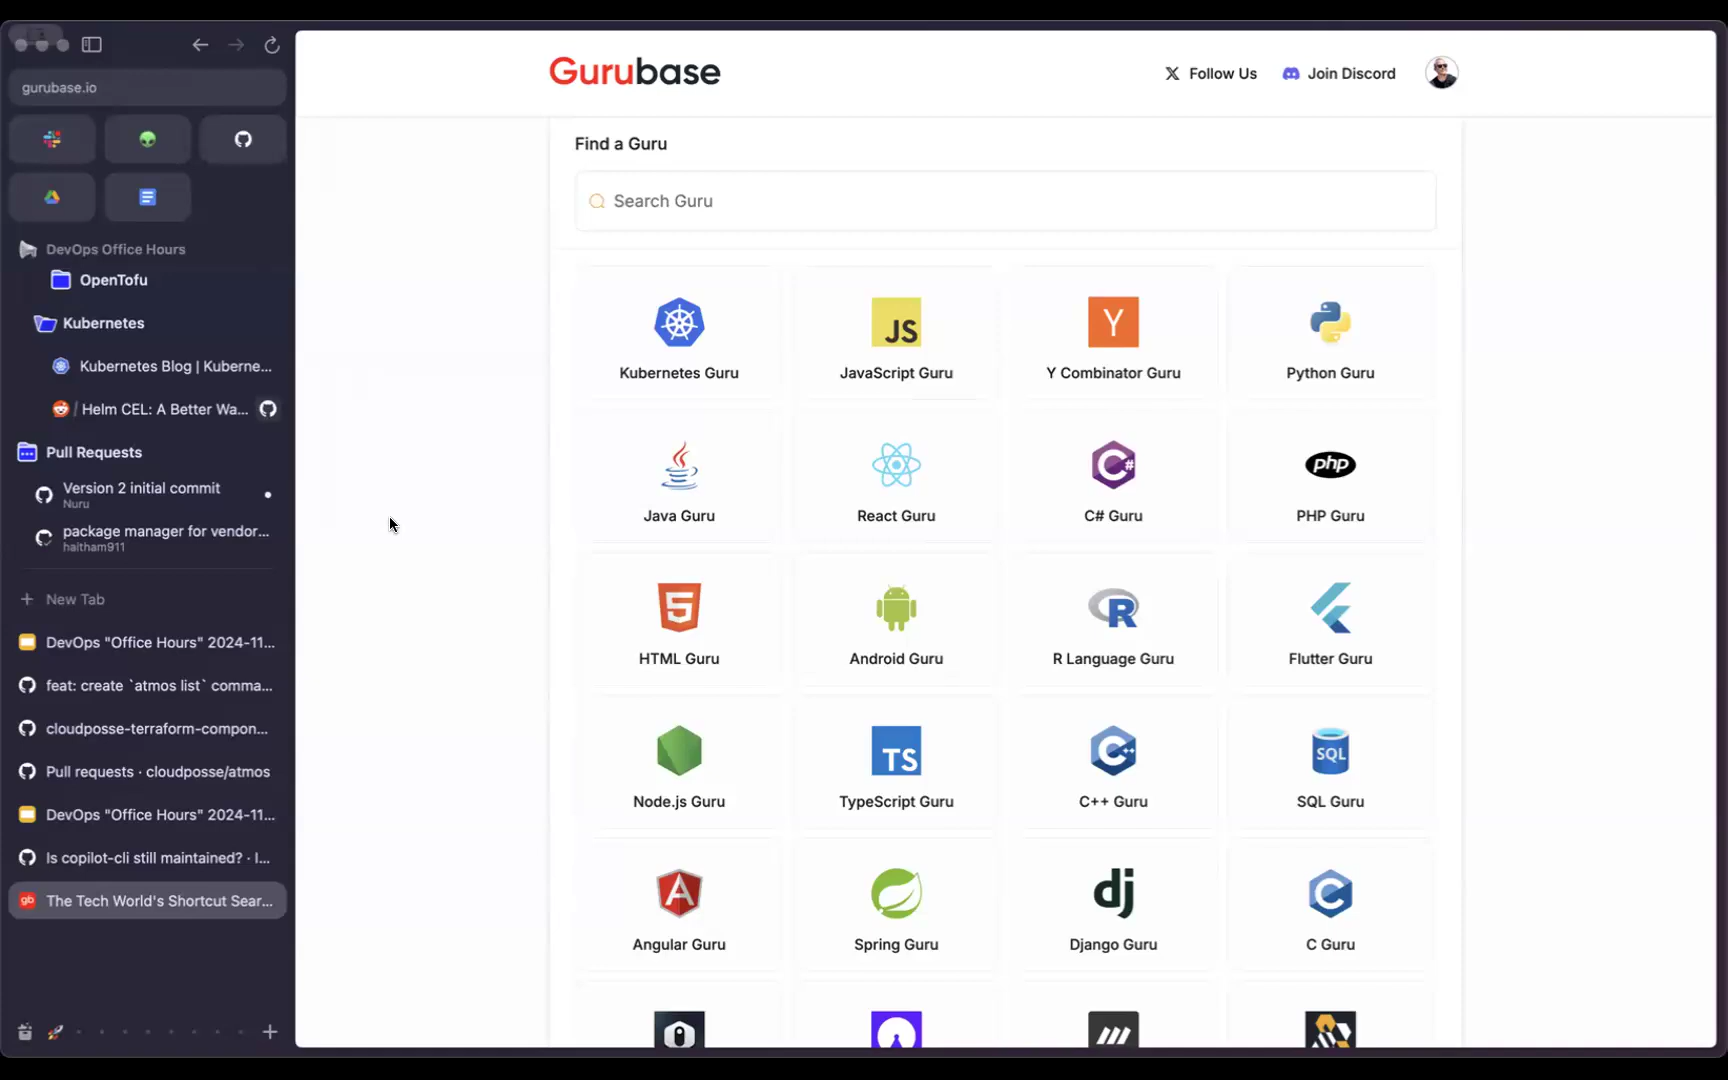 gurubase.io
DevOps Office Hours
OpenTofu
Kubernetes
Kubernetes Blog | Kuberne...
/ Helm CEL: A Better Wa...
Pull Requests
Version 2 initial commit
Nuru
package manager for vendor...
haitham911
+ New Tab
DevOps "Office Hours" 2024-11...
feat: create `atmos list` comma...
cloudposse-terraform-compon...
Pull requests · cloudposse/atmos
DevOps "Office Hours" 2024-11...
Is copilot-cli still maintained? · I...
gb The Tech World's Shortcut Sear...
Gurubase
X Follow Us
Join Discord
Find a Guru
Search Guru
JS
Y
Kubernetes Guru
JavaScript Guru
Y Combinator Guru
Python Guru
C#
php
Java Guru
React Guru
C# Guru
PHP Guru
5
R
HTML Guru
Android Guru
R Language Guru
Flutter Guru
TS
C++
SQL
Node.js Guru
TypeScript Guru
C++ Guru
SQL Guru
A
dj
C
Angular Guru
Spring Guru
Django Guru
C Guru